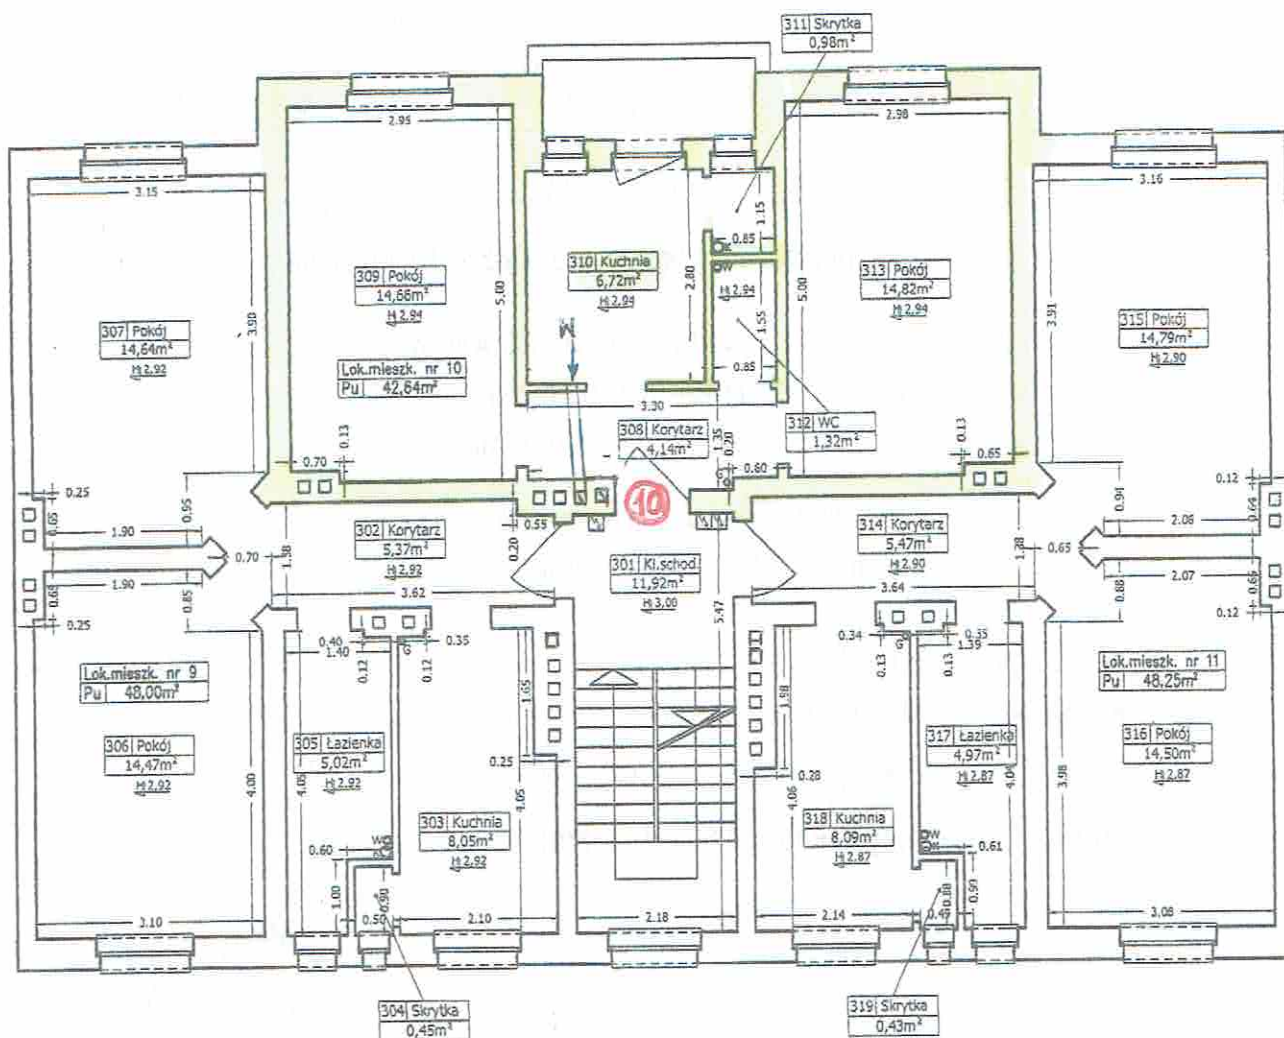 311 Skrytka
0,98m²
2.95
2.98
3.15
3.16
1.15
0.85
310 Kuchnia
6,72m²
H:2.94
309 Pokój
14,66m²
H:2.94
5.00
2.80
W
H:2.94
313 Pokój
14,82m²
H:2.94
5.00
307 Pokój
14,64m²
H:2.92
3.90
1.55
3.91
315 Pokój
14,79m²
H:2.90
Lok.mieszk. nr 10
Pu 42,64m²
W
0.85
3.30
308 Korytarz
4,14m²
1.35
0.20
312 WC
1,32m²
0.13
0.70
0.13
0.65
G
0.80
0.25
0.65
0.95
1.90
10
0.94
0.12
0.64
2.08
302 Korytarz
5,37m²
H:2.92
0.55
0.20
314 Korytarz
5,47m²
H:2.90
0.70
1.38
301 Kl.schod.
11,92m²
H:3.00
1.38
0.65
1.90
0.65
0.85
0.25
3.62
3.64
5.47
2.07
0.88
0.65
0.12
0.40
1.40
0.12
G
0.12
0.35
0.34
0.13
G
0.13
0.35
1.39
Lok.mieszk. nr 9
Pu 48,00m²
Lok.mieszk. nr 11
Pu 48,25m²
1.65
1.98
306 Pokój
14,47m²
H:2.92
4.00
305 Łazienka
5,02m²
H:2.92
4.05
317 Łazienka
4,97m²
H:2.87
4.04
316 Pokój
14,50m²
H:2.87
3.98
0.25
0.28
4.05
4.06
303 Kuchnia
8,05m²
H:2.92
318 Kuchnia
8,09m²
H:2.87
W
0.60
W
0.61
1.00
0.90
0.88
0.99
3.10
0.50
2.10
2.18
2.14
0.49
3.08
304 Skrytka
0,45m²
319 Skrytka
0,43m²